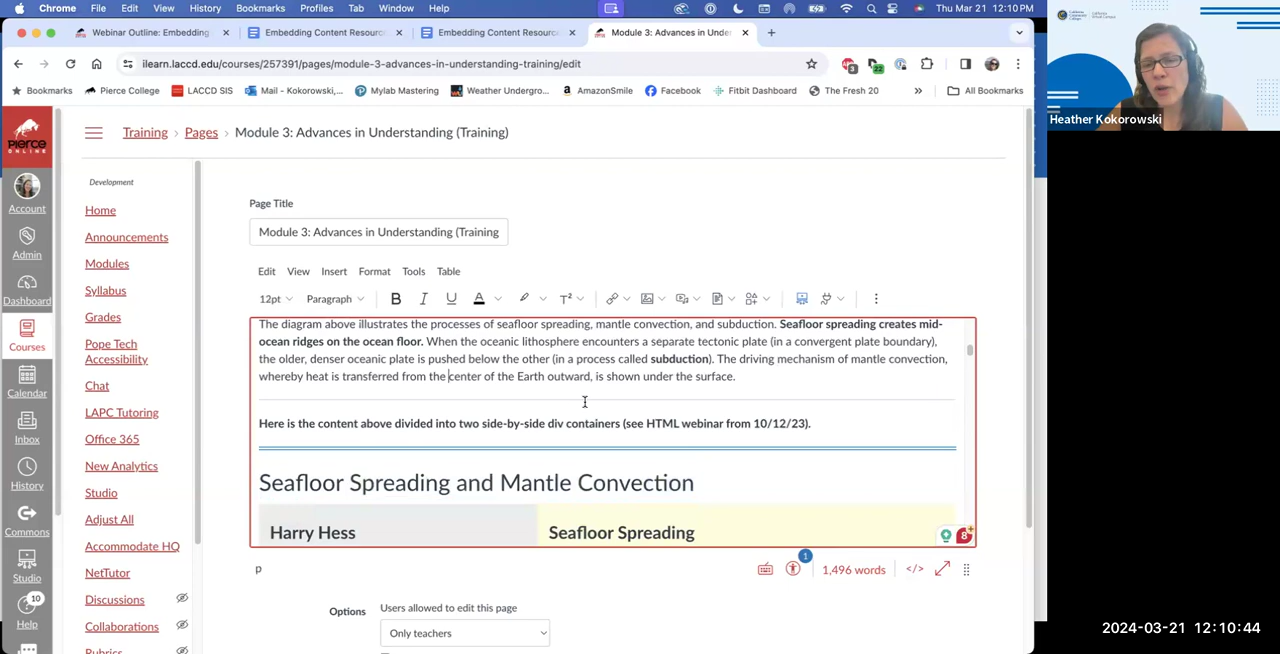 Chrome File Edit View History Bookmarks Profiles Tab Window Help Thu Mar 21 12:10 PM
Webinar Outline: Embedding × Embedding Content Resourc × Embedding Content Resourc × Module 3: Advances in Under × +
ilearn.laccd.edu/courses/257391/pages/module-3-advances-in-understanding-training/edit
Bookmarks Pierce College LACCD SIS Mail - Kokorowski,... Mylab Mastering Weather Undergro... AmazonSmile Facebook Fitbit Dashboard The Fresh 20 » All Bookmarks
Heather Kokorowski
PIERCE
ONLINE
Account
Admin
Dashboard
Courses
Calendar
Inbox
History
Commons
Studio
10
Help
Training › Pages › Module 3: Advances in Understanding (Training)
Development
Home
Announcements
Modules
Syllabus
Grades
Pope Tech
Accessibility
Chat
LAPC Tutoring
Office 365
New Analytics
Studio
Adjust All
Accommodate HQ
NetTutor
Discussions
Collaborations
Rubrics
Page Title
Module 3: Advances in Understanding (Training
Edit View Insert Format Tools Table
12pt Paragraph B I U A T²
The diagram above illustrates the processes of seafloor spreading, mantle convection, and subduction. Seafloor spreading creates mid-
ocean ridges on the ocean floor. When the oceanic lithosphere encounters a separate tectonic plate (in a convergent plate boundary),
the older, denser oceanic plate is pushed below the other (in a process called subduction). The driving mechanism of mantle convection,
whereby heat is transferred from the center of the Earth outward, is shown under the surface.
Here is the content above divided into two side-by-side div containers (see HTML webinar from 10/12/23).
Seafloor Spreading and Mantle Convection
Harry Hess Seafloor Spreading
8
p 1 1,496 words </>
Options
Users allowed to edit this page
Only teachers
2024-03-21 12:10:44